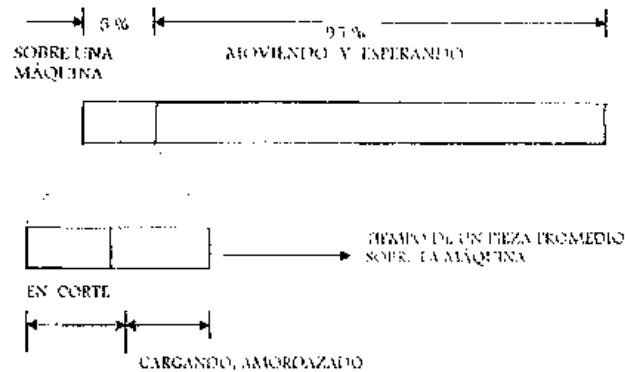 5 %
95 %
SOBRE UNA
MÁQUINA
MOVIENDO Y ESPERANDO
TIEMPO DE UN PIEZA PROMEDIO
SOBRE LA MÁQUINA
EN CORTE
CARGANDO, AMORDAZADO